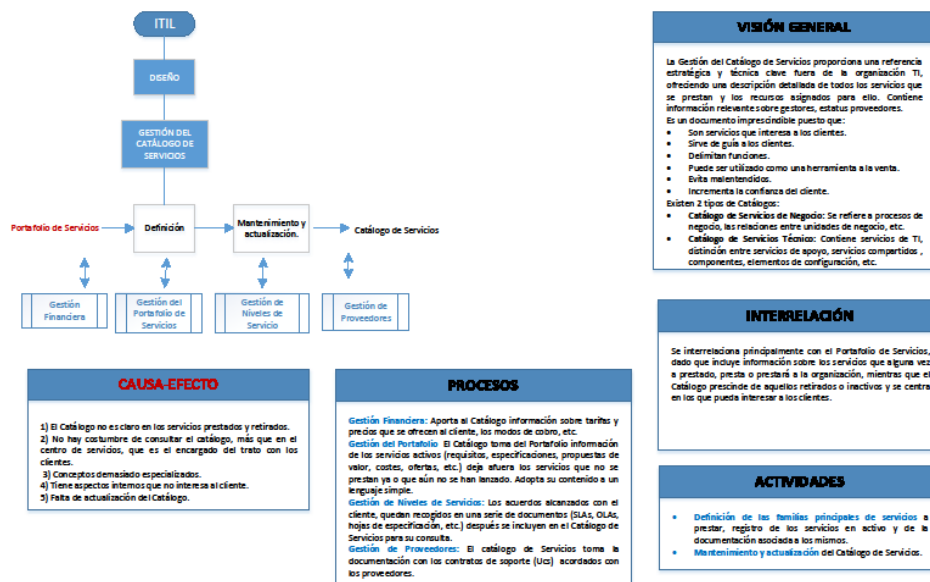 ITIL
DISEÑO
GESTIÓN DEL
CATÁLOGO DE
SERVICIOS
Portafolio de Servicios
Definición
Mantenimiento y
actualización.
Catálogo de Servicios
Gestión
Financiera
Gestión del
Portafolio de
Servicios
Gestión de
Niveles de
Servicio
Gestión de
Proveedores
VISIÓN GENERAL
La Gestión del Catálogo de Servicios proporciona una referencia
estratégica y técnica clave fuera de la organización TI,
ofreciendo una descripción detallada de todos los servicios que
se prestan y los recursos asignados para ello. Contiene
información relevante sobre gestores, estatus proveedores.
Es un documento imprescindible puesto que:
• Son servicios que interesa a los clientes.
• Sirve de guía a los clientes.
• Delimitan funciones.
• Puede ser utilizado como una herramienta a la venta.
• Evita malentendidos.
• Incrementa la confianza del cliente.
Existen 2 tipos de Catálogos:
• Catálogo de Servicios de Negocio: Se refiere a procesos de
negocio, las relaciones entre unidades de negocio, etc.
• Catálogo de Servicios Técnico: Contiene servicios de TI,
distinción entre servicios de apoyo, servicios compartidos ,
componentes, elementos de configuración, etc.
INTERRELACIÓN
Se interrelaciona principalmente con el Portafolio de Servicios,
dado que incluye información sobre los servicios que alguna vez
a prestado, presta o prestará a la organización, mientras que el
Catálogo prescinde de aquellos retirados o inactivos y se centra
en los que pueda interesar a los clientes.
CAUSA-EFECTO
1) El Catálogo no es claro en los servicios prestados y retirados.
2) No hay costumbre de consultar el catálogo, más que en el
centro de servicios, que es el encargado del trato con los
clientes.
3) Conceptos demasiado especializados.
4) Tiene aspectos internos que no interesa al cliente.
5) Falta de actualización del Catálogo.
PROCESOS
Gestión Financiera: Aporta al Catálogo información sobre tarifas y
precios que se ofrecen al cliente, los modos de cobro, etc.
Gestión del Portafolio El Catálogo toma del Portafolio información
de los servicios activos (requisitos, especificaciones, propuestas de
valor, costes, ofertas, etc.) deja afuera los servicios que no se
prestan ya o que aún no se han lanzado. Adopta su contenido a un
lenguaje simple.
Gestión de Niveles de Servicios: Los acuerdos alcanzados con el
cliente, quedan recogidos en una serie de documentos (SLAs, OLAs,
hojas de especificación, etc.) después se incluyen en el Catálogo de
Servicios para su consulta.
Gestión de Proveedores: El catálogo de Servicios toma la
documentación con los contratos de soporte (Ucs) acordados con
los proveedores.
ACTIVIDADES
• Definición de las familias principales de servicios a
prestar, registro de los servicios en activo y de la
documentación asociada a los mismos.
• Mantenimiento y actualización del Catálogo de Servicios.